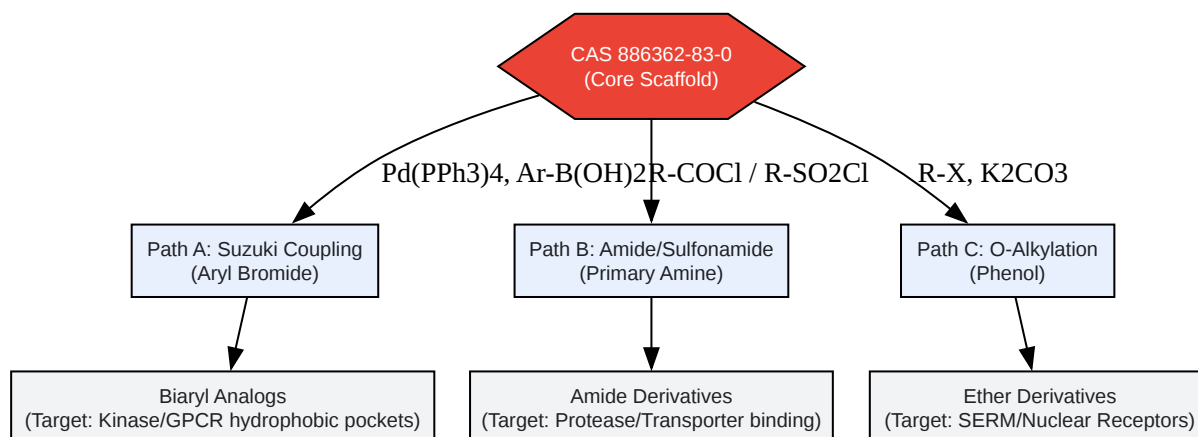 CAS 886362-83-0
(Core Scaffold)
Pd(PPh3)4, Ar-B(OH)2
R-COCl / R-SO2Cl
R-X, K2CO3
Path A: Suzuki Coupling
(Aryl Bromide)
Path B: Amide/Sulfonamide
(Primary Amine)
Path C: O-Alkylation
(Phenol)
Biaryl Analogs
(Target: Kinase/GPCR hydrophobic pockets)
Amide Derivatives
(Target: Protease/Transporter binding)
Ether Derivatives
(Target: SERM/Nuclear Receptors)